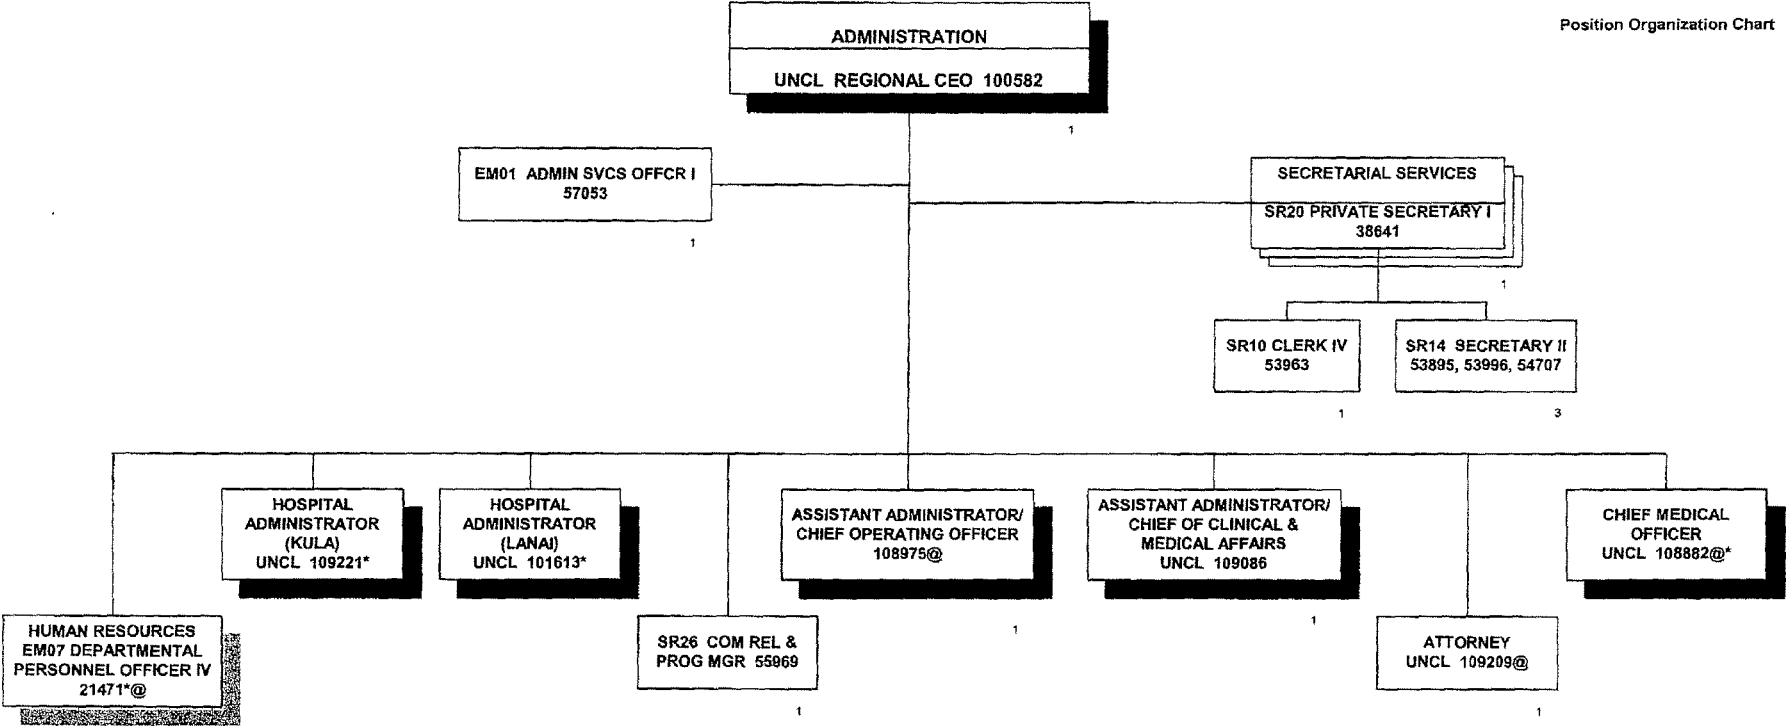 Position Organization Chart
ADMINISTRATION
UNCL REGIONAL CEO 100582
1
EM01 ADMIN SVCS OFFCR I
57053
1
SECRETARIAL SERVICES
SR20 PRIVATE SECRETARY I
38641
1
SR10 CLERK IV
53963
1
SR14 SECRETARY II
53895, 53996, 54707
3
HOSPITAL
ADMINISTRATOR
(KULA)
UNCL 109221*
HOSPITAL
ADMINISTRATOR
(LANAI)
UNCL 101613*
ASSISTANT ADMINISTRATOR/
CHIEF OPERATING OFFICER
108975@
1
ASSISTANT ADMINISTRATOR/
CHIEF OF CLINICAL &
MEDICAL AFFAIRS
UNCL 109086
1
CHIEF MEDICAL
OFFICER
UNCL 108882@*
HUMAN RESOURCES
EM07 DEPARTMENTAL
PERSONNEL OFFICER IV
21471*@
SR26 COM REL &
PROG MGR 55969
1
ATTORNEY
UNCL 109209@
1